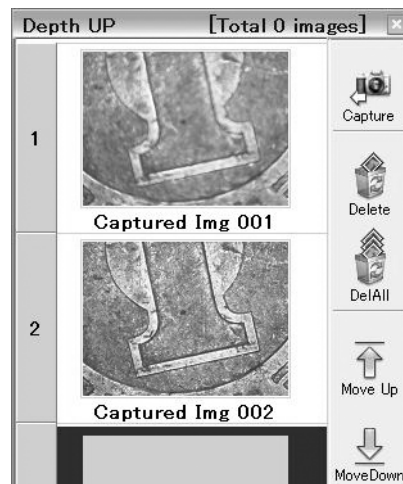 Depth UP [Total 0 images]
1
Captured Img 001
2
Captured Img 002
Capture
Delete
DelAll
Move Up
MoveDown